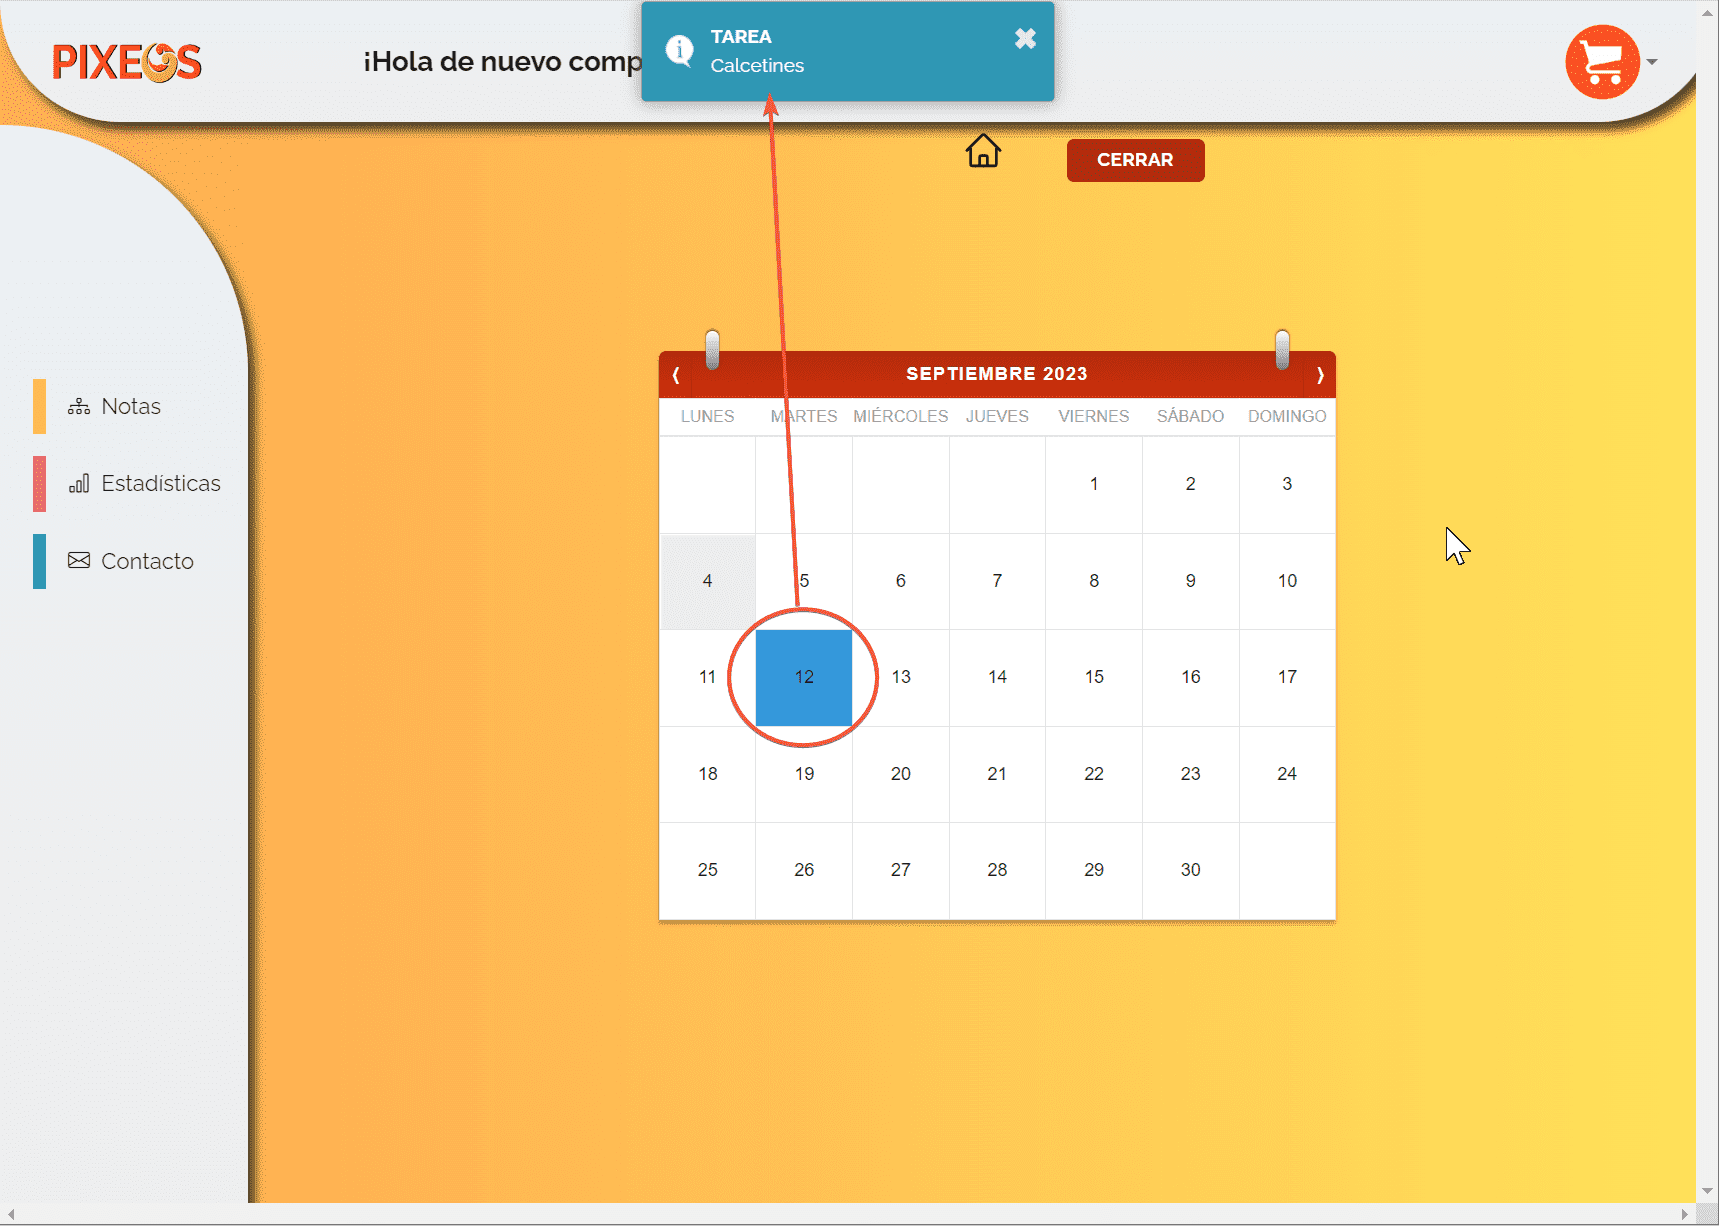 PIXEOS
¡Hola de nuevo comp
TAREA
Calcetines
CERRAR
Notas
Estadísticas
Contacto
SEPTIEMBRE 2023
LUNES MARTES MIÉRCOLES JUEVES VIERNES SÁBADO DOMINGO
1 2 3
4 5 6 7 8 9 10
11 12 13 14 15 16 17
18 19 20 21 22 23 24
25 26 27 28 29 30